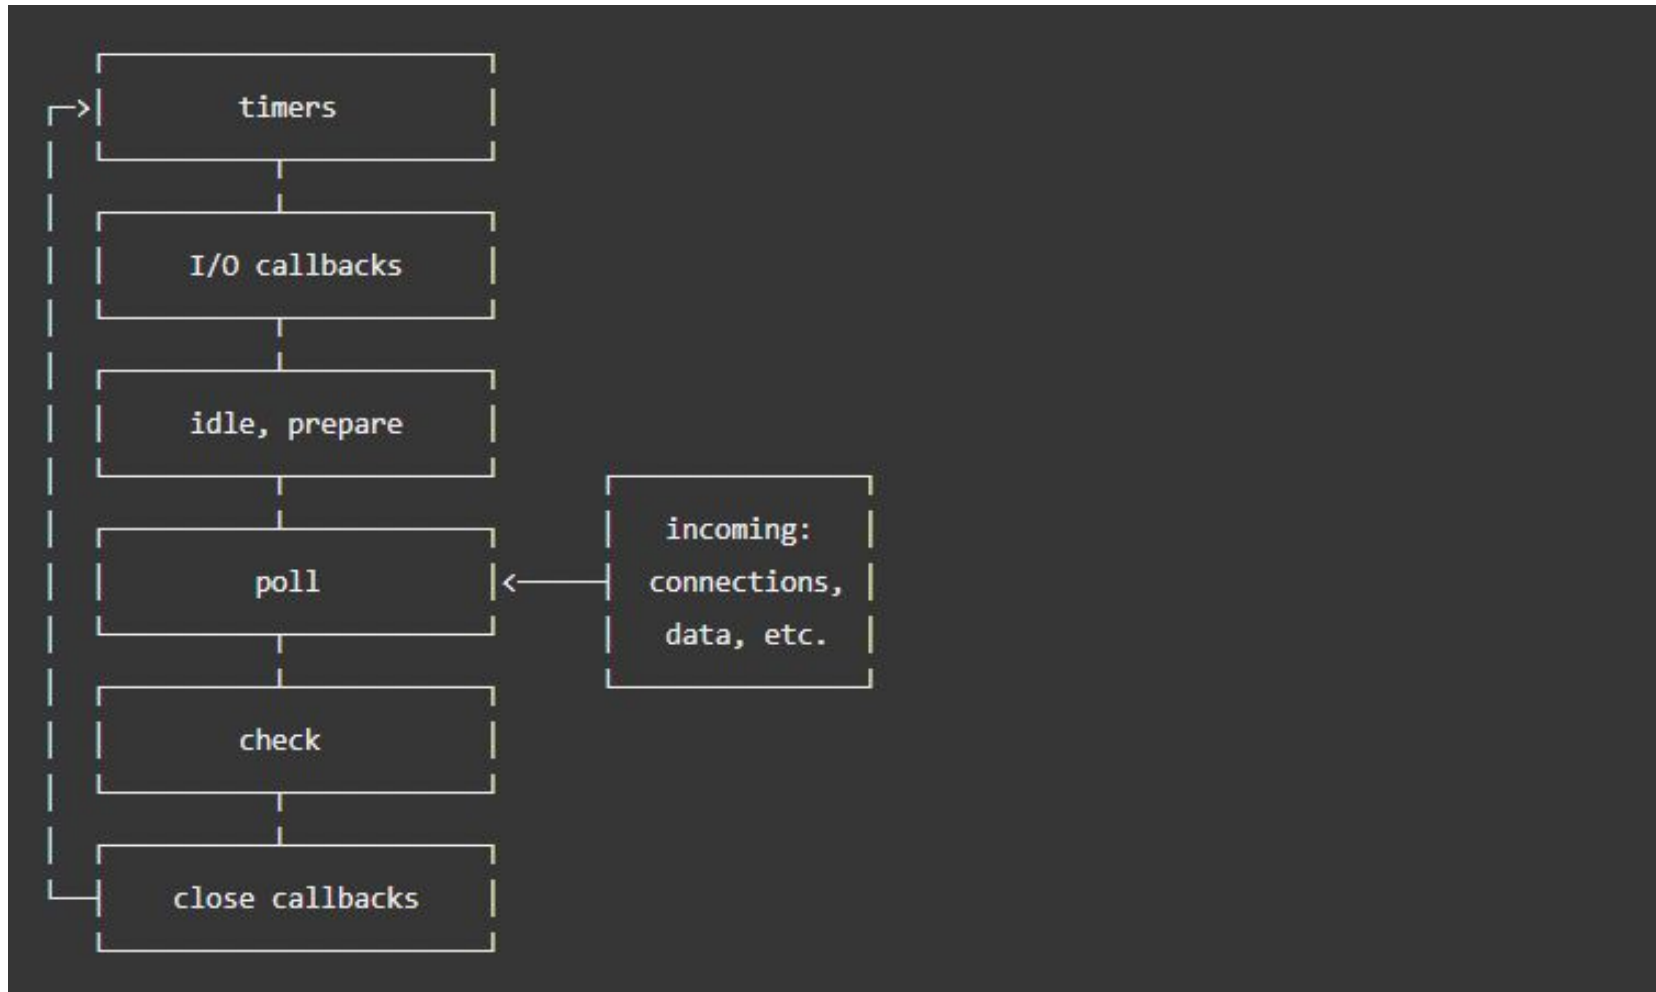 timers
I/O callbacks
idle, prepare
incoming:
poll
connections,
data, etc.
check
close callbacks